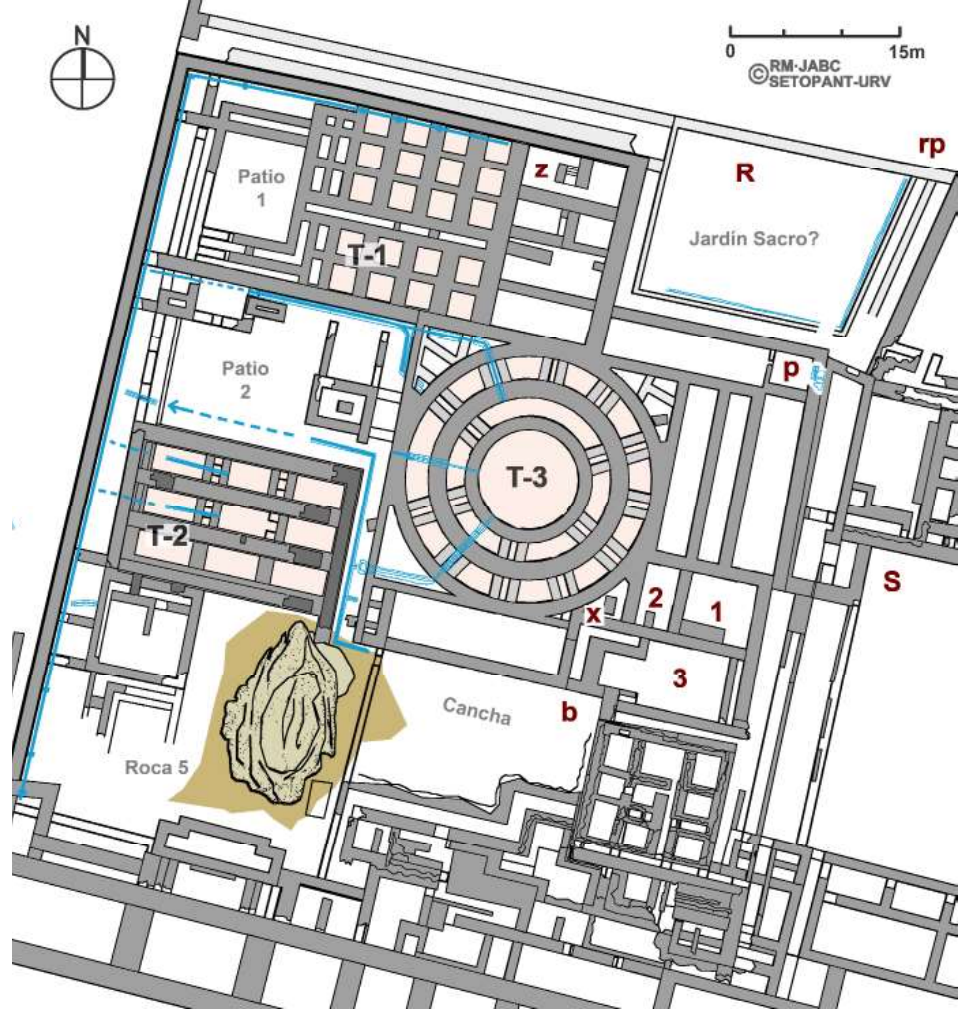 N
0 15m
©RM·JABC
SETOPANT-URV
rp
z
R
Patio
1
Jardín Sacro?
T-1
Patio
2
p
T-3
T-2
S
x
2
1
3
Cancha
b
Roca 5